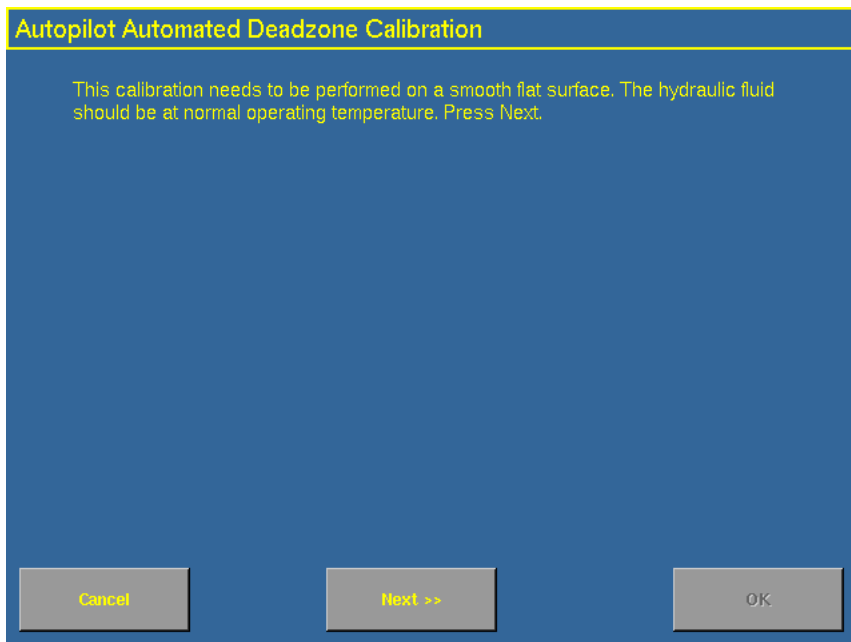 Autopilot Automated Deadzone Calibration
This calibration needs to be performed on a smooth flat surface. The hydraulic fluid
should be at normal operating temperature. Press Next.
Cancel
Next >>
OK